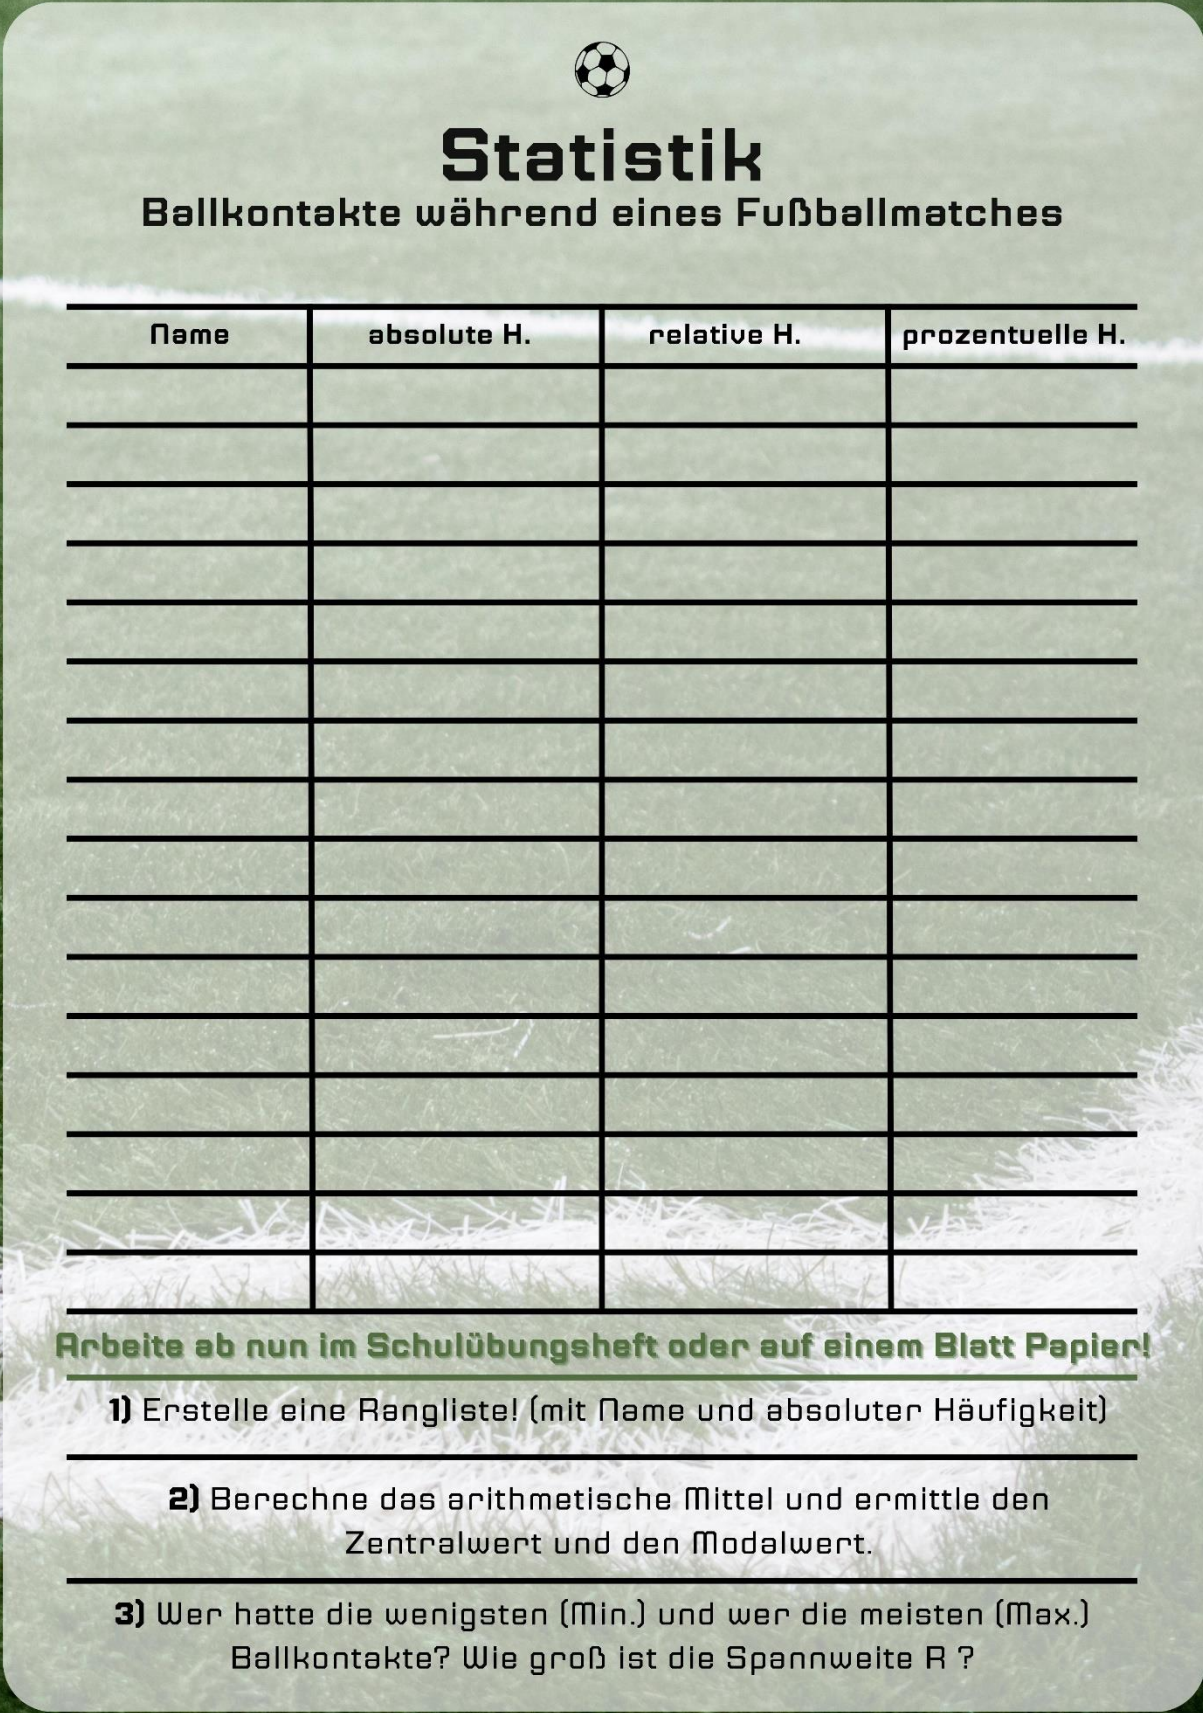 Statistik
Ballkontakte während eines Fußballmatches
Name absolute H. relative H. prozentuelle H.
Arbeite ab nun im Schulübungsheft oder auf einem Blatt Papier!
1) Erstelle eine Rangliste! (mit Name und absoluter Häufigkeit)
2) Berechne das arithmetische Mittel und ermittle den
Zentralwert und den Modalwert.
3) Wer hatte die wenigsten (Min.) und wer die meisten (Max.)
Ballkontakte? Wie groß ist die Spannweite R ?